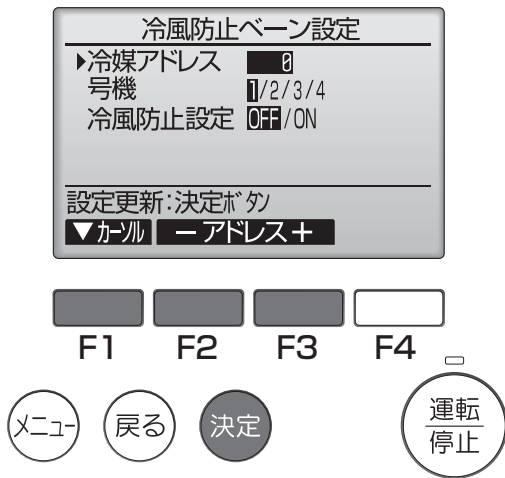 冷風防止ベーン設定
▶冷媒アドレス 0
号機 1/2/3/4
冷風防止設定 OFF/ON
設定更新:決定ボタン
▼カーソル － アドレス＋
F1 F2 F3 F4
メニュー 戻る 決定 運転
停止